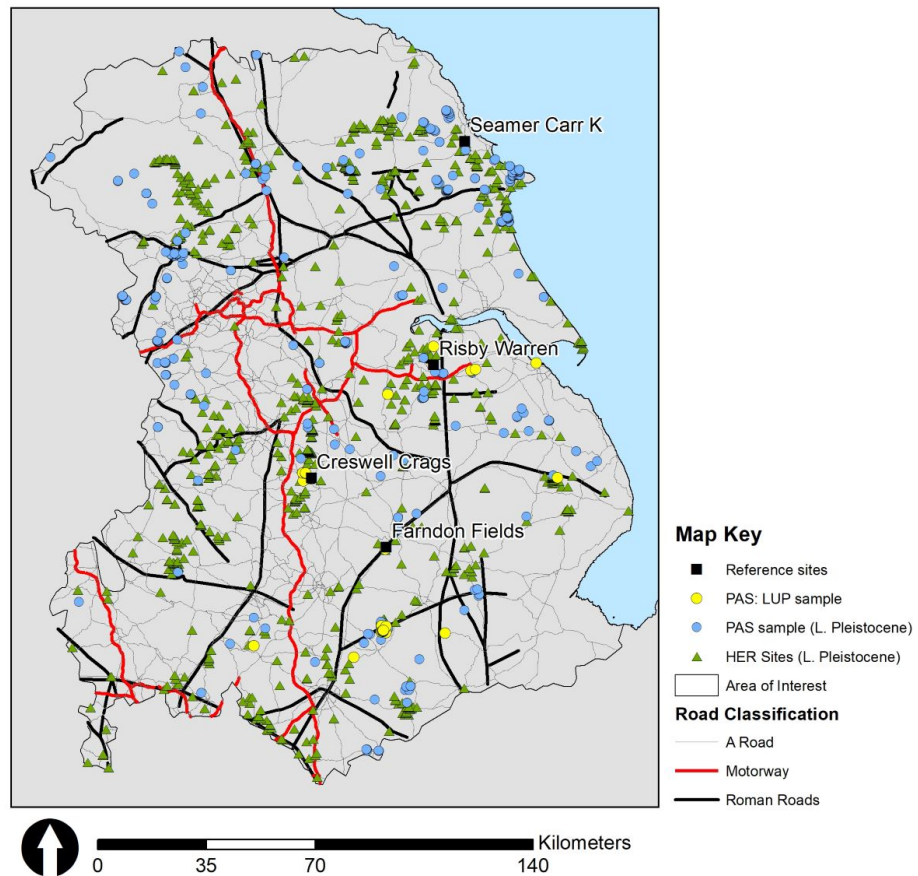 Seamer Carr K
Risby Warren
Creswell Crags
Farndon Fields
Map Key
Reference sites
PAS: LUP sample
PAS sample (L. Pleistocene)
HER Sites (L. Pleistocene)
Area of Interest
Road Classification
A Road
Motorway
Roman Roads
Kilometers
0 35 70 140